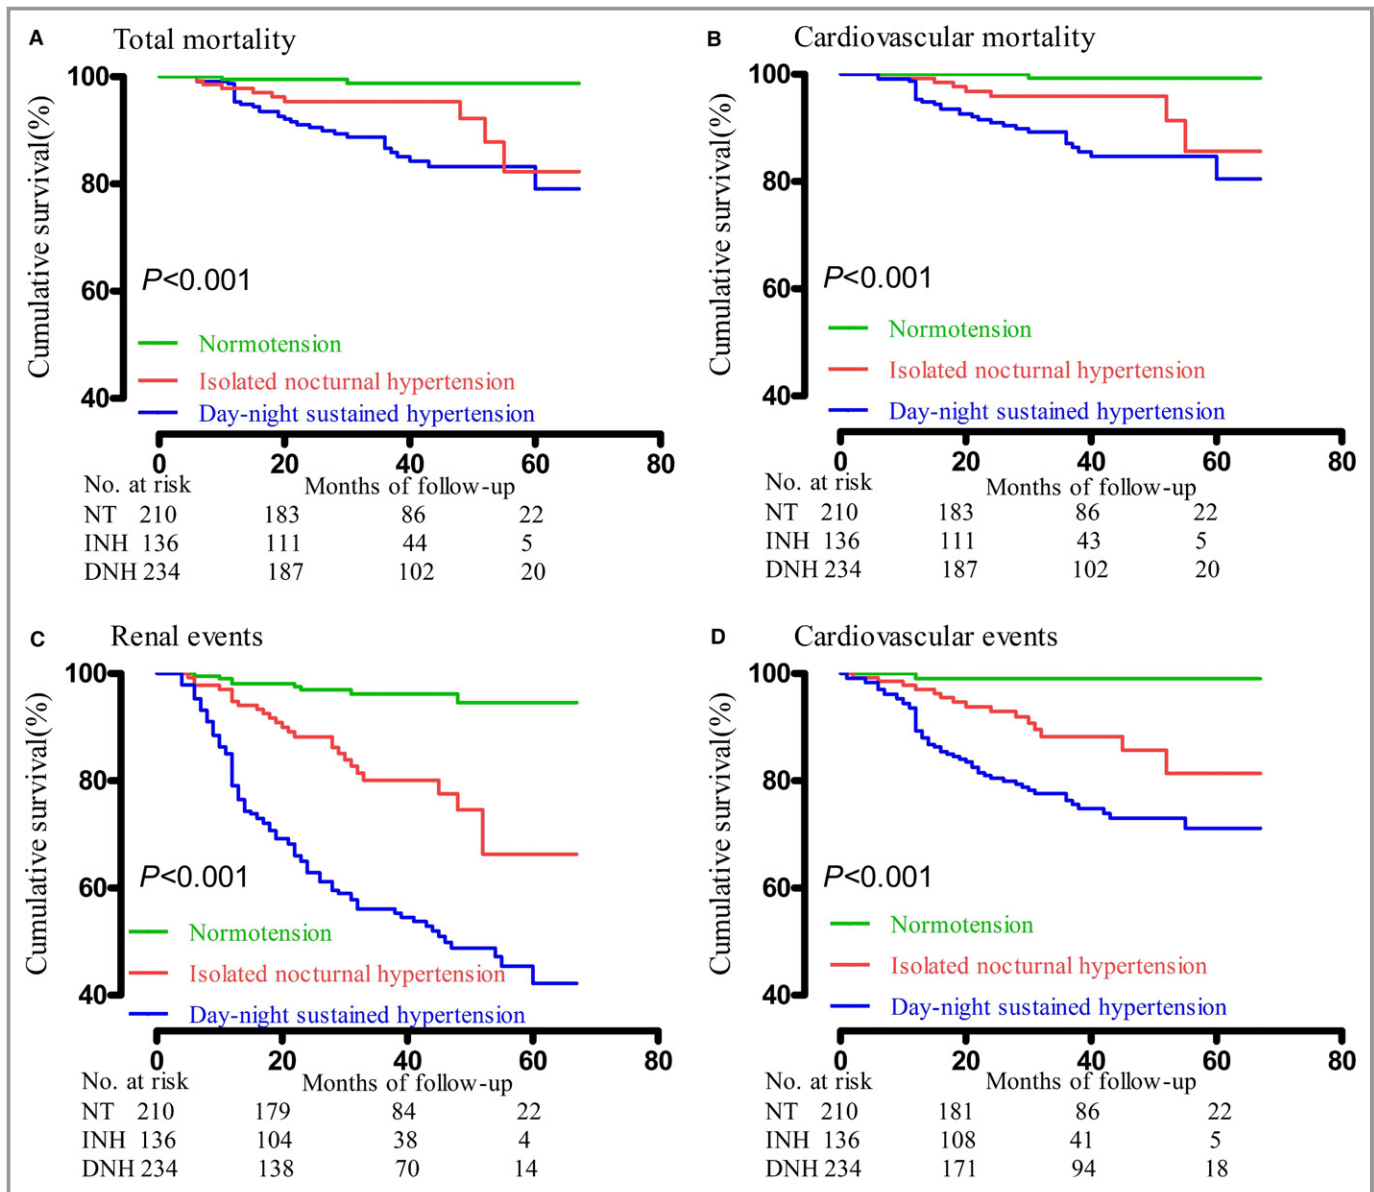 A Total mortality
Cumulative survival(%)
100
80
60
40
P<0.001
Normotension
Isolated nocturnal hypertension
Day-night sustained hypertension
0 20 40 60 80
No. at risk Months of follow-up
NT 210 183 86 22
INH 136 111 44 5
DNH 234 187 102 20
B Cardiovascular mortality
Cumulative survival(%)
100
80
60
40
P<0.001
Normotension
Isolated nocturnal hypertension
Day-night sustained hypertension
0 20 40 60 80
No. at risk Months of follow-up
NT 210 183 86 22
INH 136 111 43 5
DNH 234 187 102 20
C Renal events
Cumulative survival(%)
100
80
60
40
P<0.001
Normotension
Isolated nocturnal hypertension
Day-night sustained hypertension
0 20 40 60 80
No. at risk Months of follow-up
NT 210 179 84 22
INH 136 104 38 4
DNH 234 138 70 14
D Cardiovascular events
Cumulative survival(%)
100
80
60
40
P<0.001
Normotension
Isolated nocturnal hypertension
Day-night sustained hypertension
0 20 40 60 80
No. at risk Months of follow-up
NT 210 181 86 22
INH 136 108 41 5
DNH 234 171 94 18